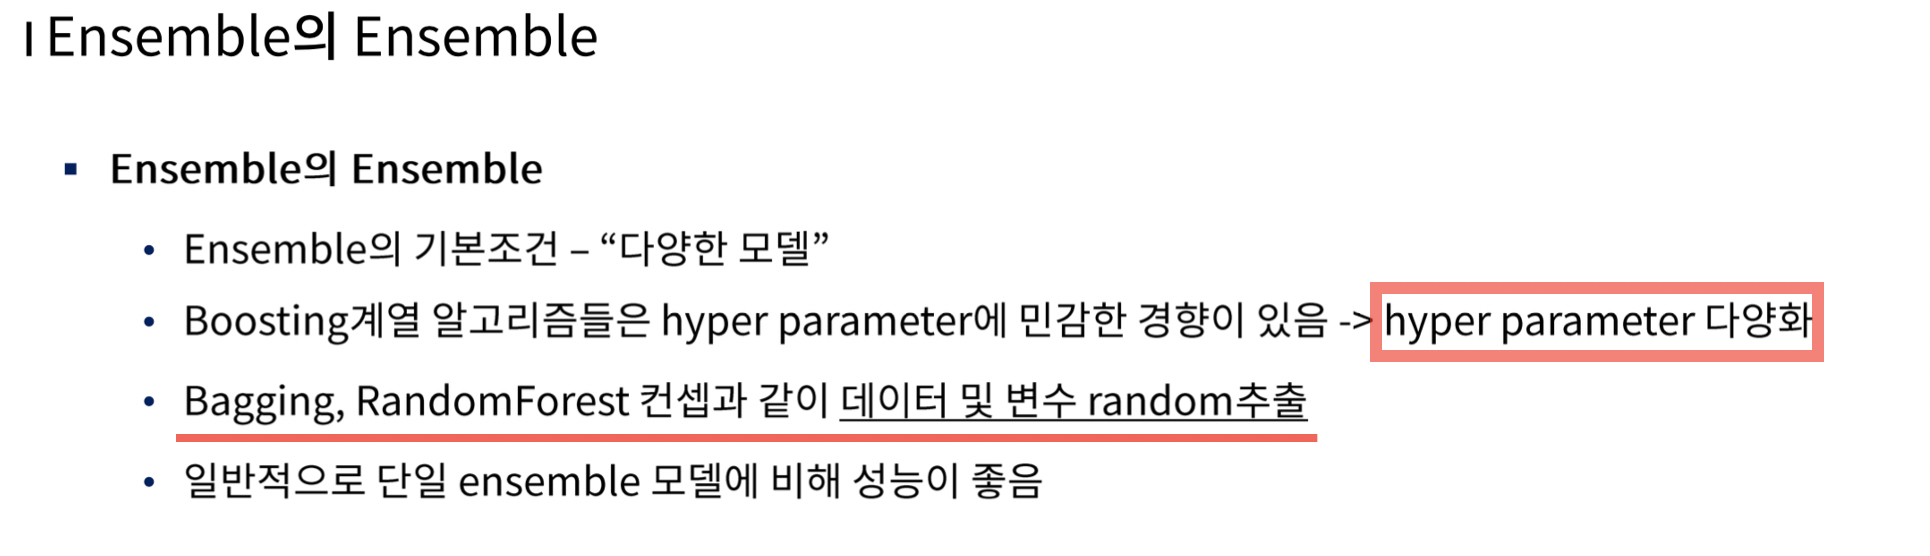 Ensemble의 Ensemble
Ensemble의 Ensemble
Ensemble의 기본조건 – “다양한 모델”
Boosting계열 알고리즘들은 hyper parameter에 민감한 경향이 있음 -> hyper parameter 다양화
Bagging, RandomForest 컨셉과 같이 데이터 및 변수 random추출
일반적으로 단일 ensemble 모델에 비해 성능이 좋음